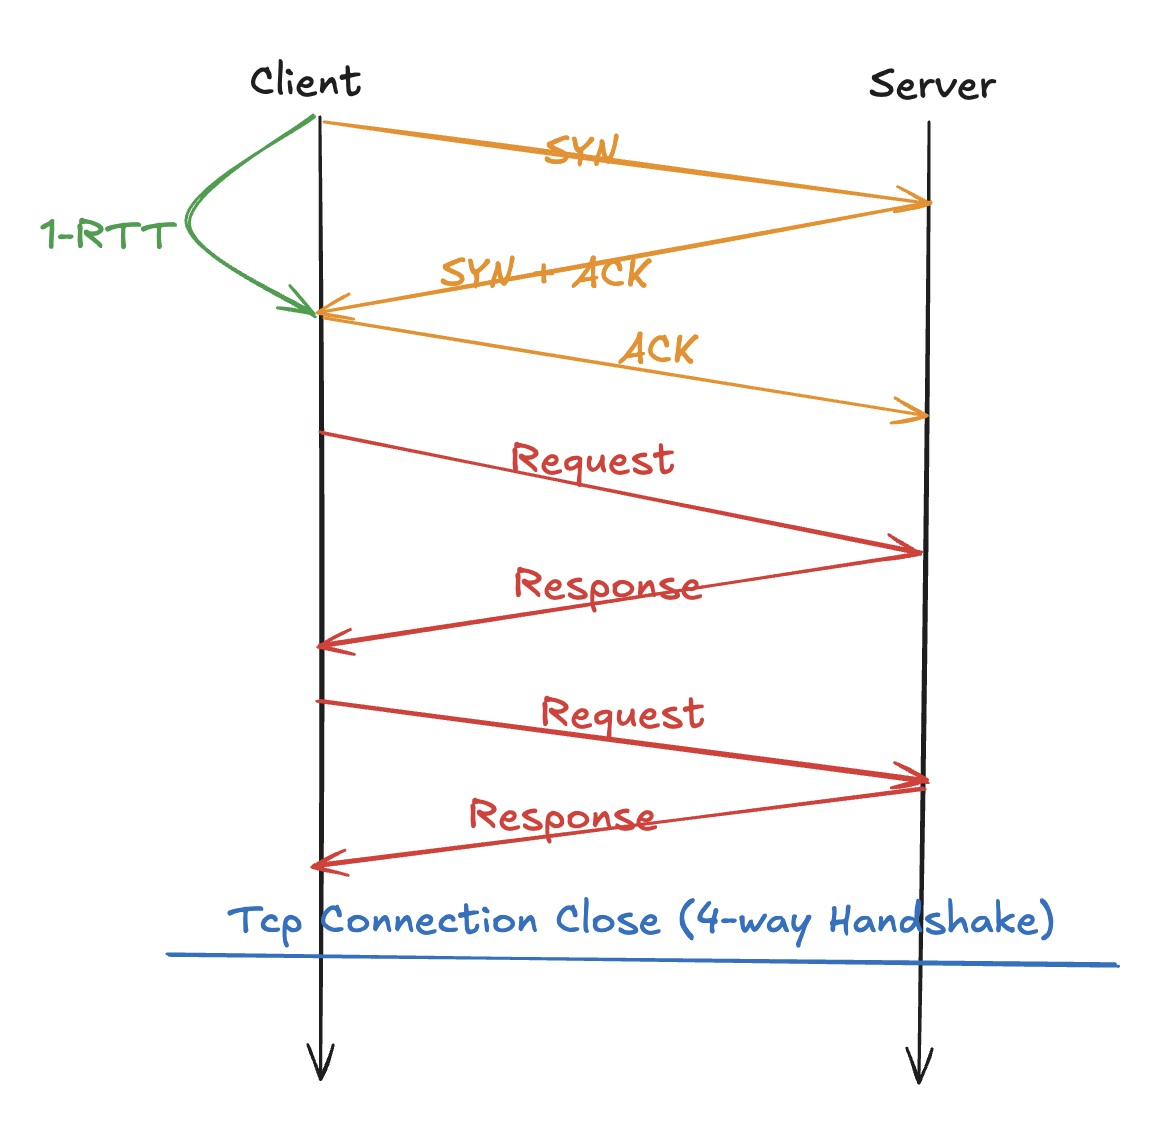 Client
Server
SYN
1-RTT
SYN + ACK
ACK
Request
Response
Request
Response
Tcp Connection Close (4-way Handshake)